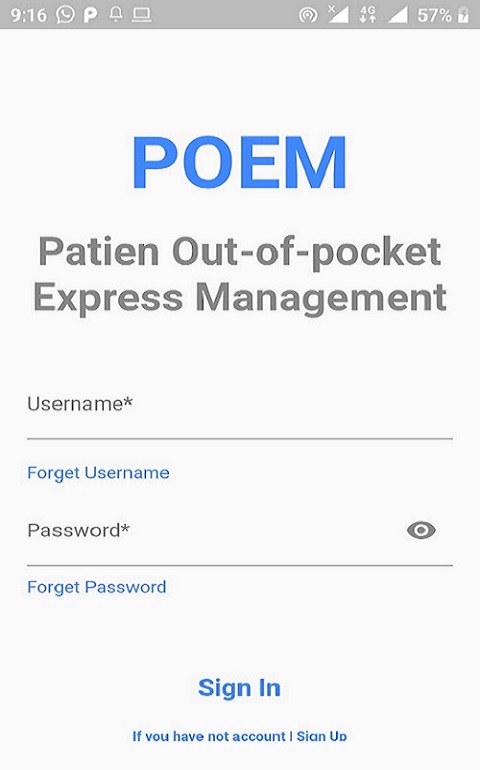 9:16 4G 57%
POEM
Patien Out-of-pocket
Express Management
Username*
Forget Username
Password*
Forget Password
Sign In
If you have not account | Sign Up